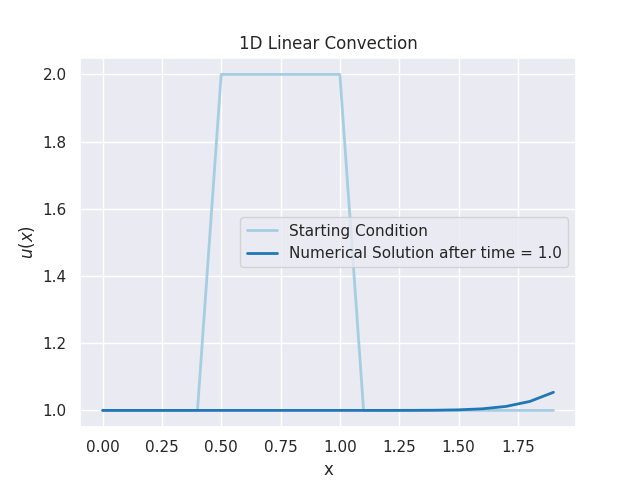 1D Linear Convection
2.0
1.8
1.6
1.4
1.2
1.0
u(x)
Starting Condition
Numerical Solution after time = 1.0
0.00 0.25 0.50 0.75 1.00 1.25 1.50 1.75
x